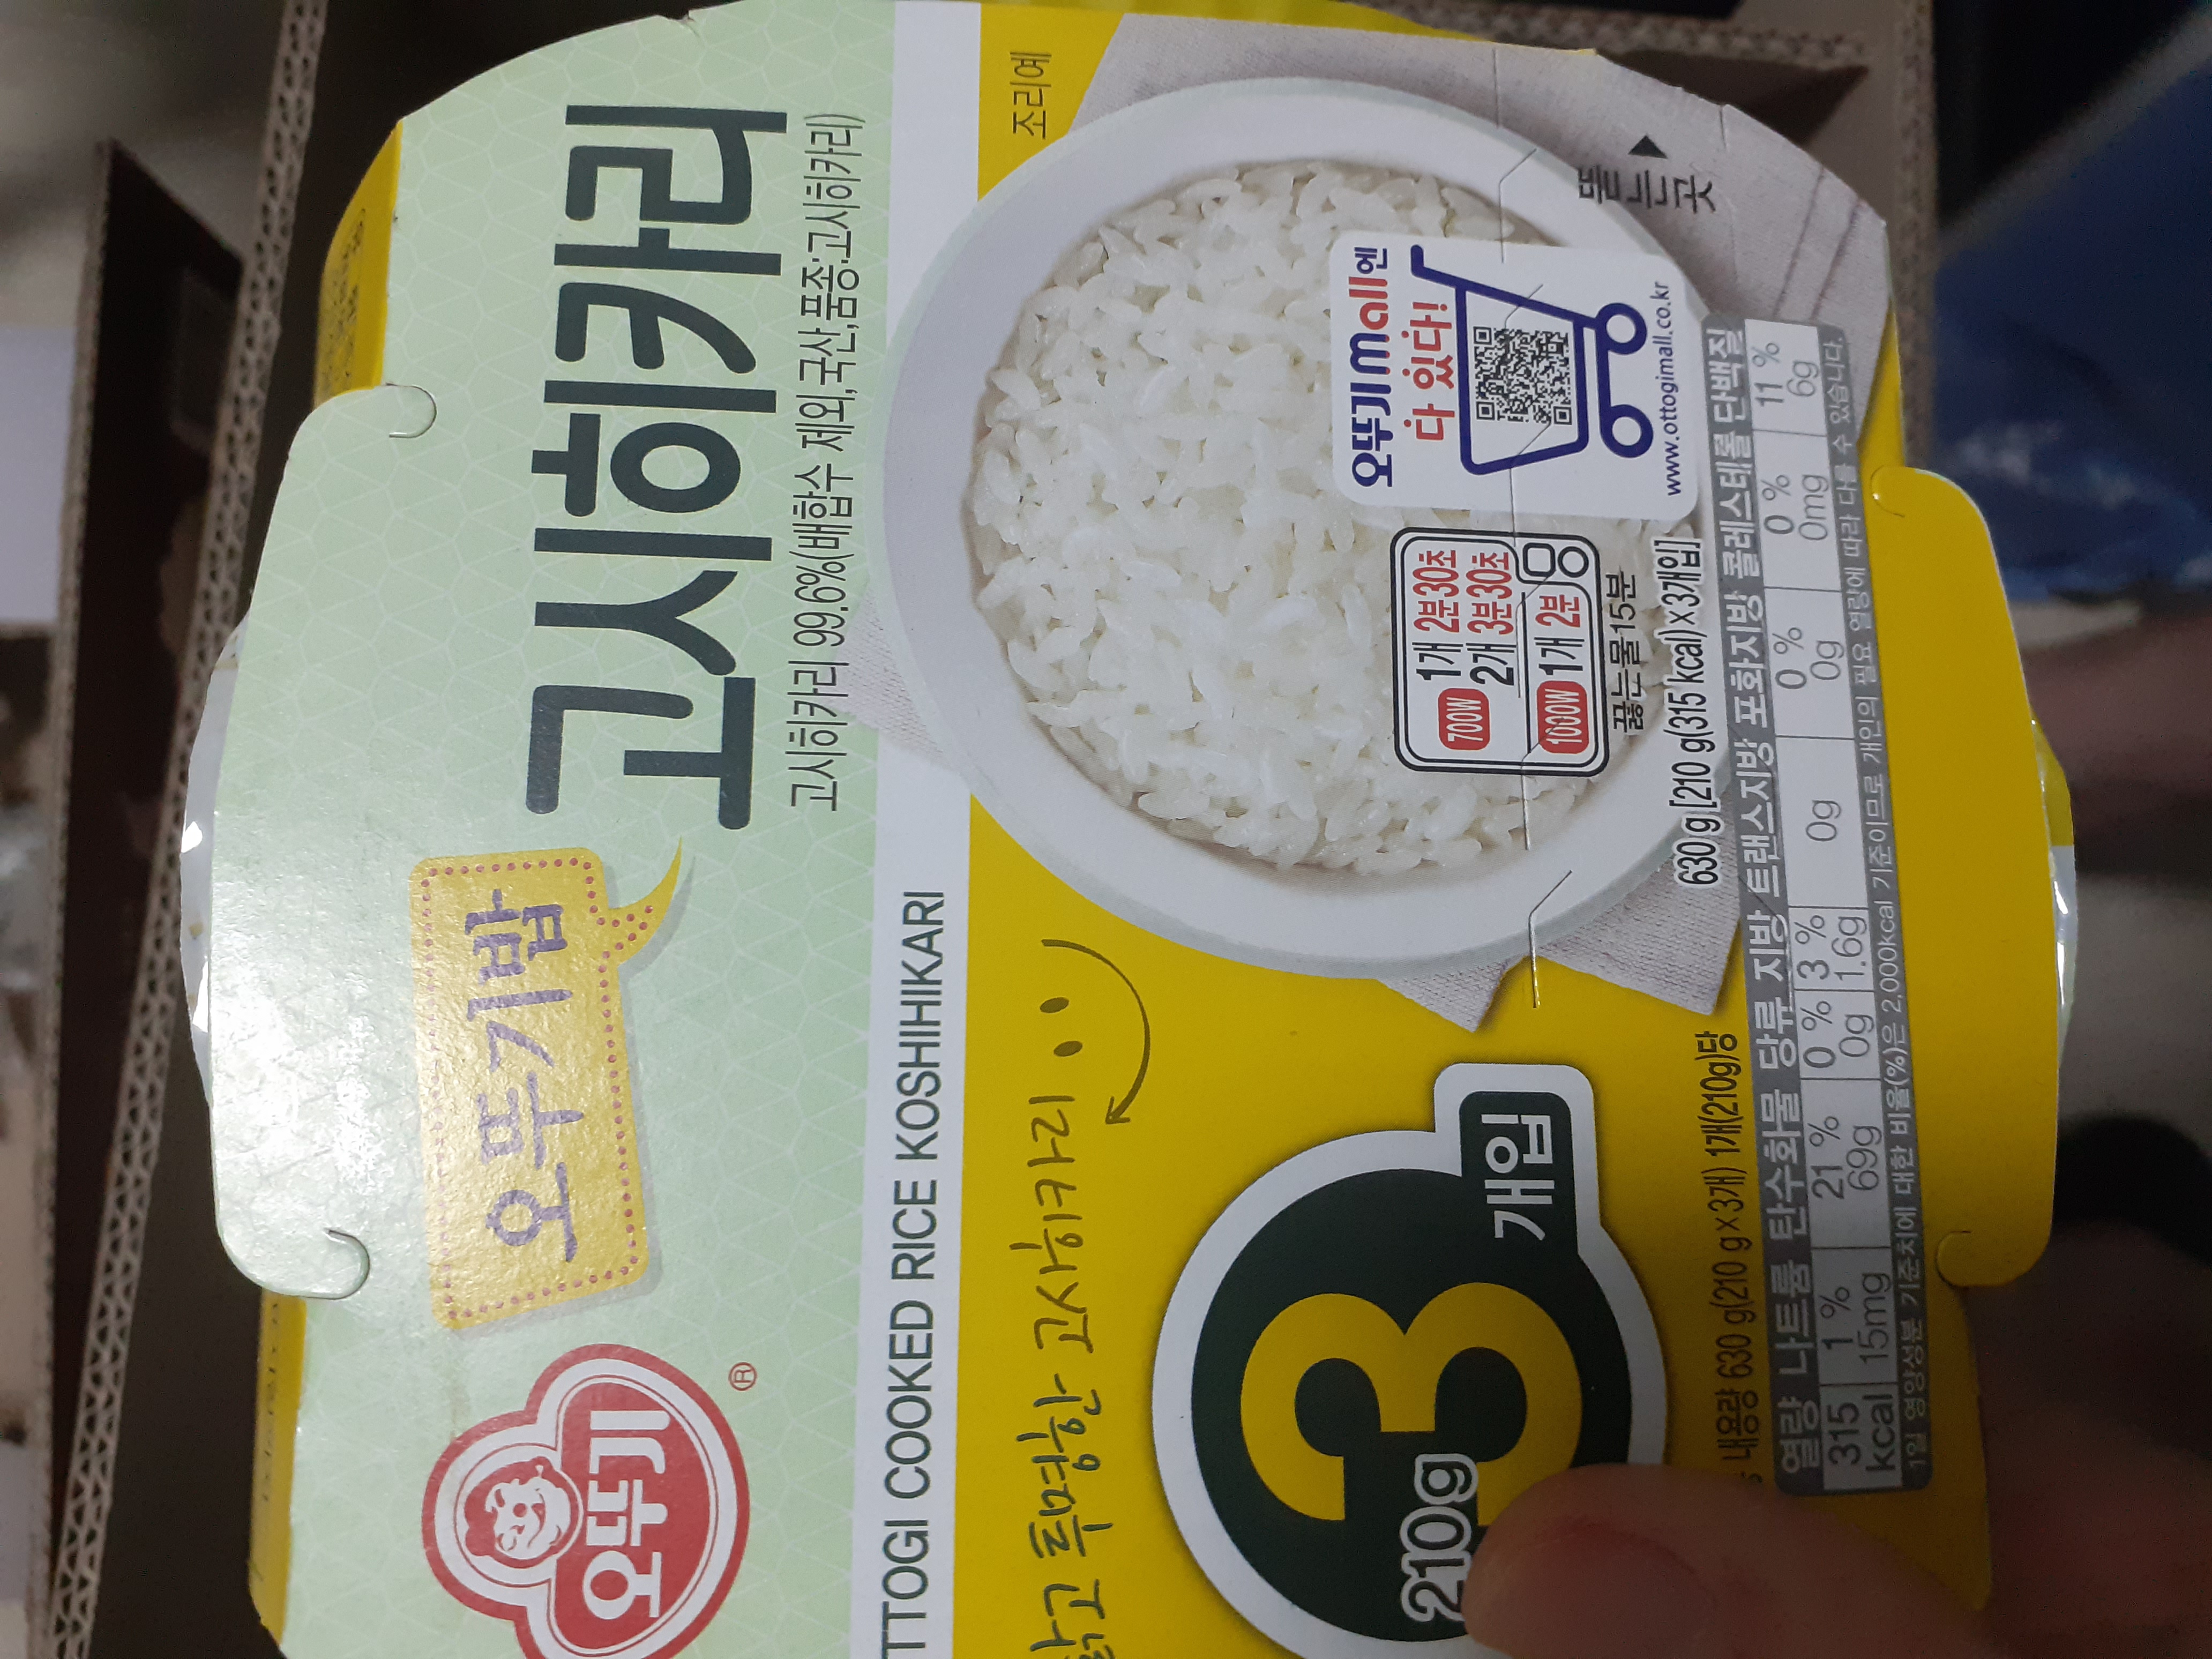 오뚜기
®
오뚜기밥
고시히카리
고시히카리 99.6%(배합수 제외,국산,품종:고시히카리)
TTOGI COOKED RICE KOSHIHIKARI
조리예
맑고 투명한 고시히카리
3
개입
210g
오뚜기mall엔
다 있다!
www.ottogimall.co.kr
뜯는곳
700W 1개 2분30초
2개 3분30초
1000W 1개 2분
끓는물15분
630 g [210 g(315 kcal)x3개입]
내용량 630 g(210 g x 3개) 1개(210g)당
열량 나트륨 탄수화물 당류 지방 트랜스지방 포화지방 콜레스테롤 단백질
315 kcal 1 % 15mg 21 % 69g 0 % 0g 3 % 1.6g 0g 0 % 0g 0 % 0mg 11 % 6g
1일 영양성분 기준치에 대한 비율(%)은 2,000kcal 기준이므로 개인의 필요 열량에 따라 다를 수 있습니다.